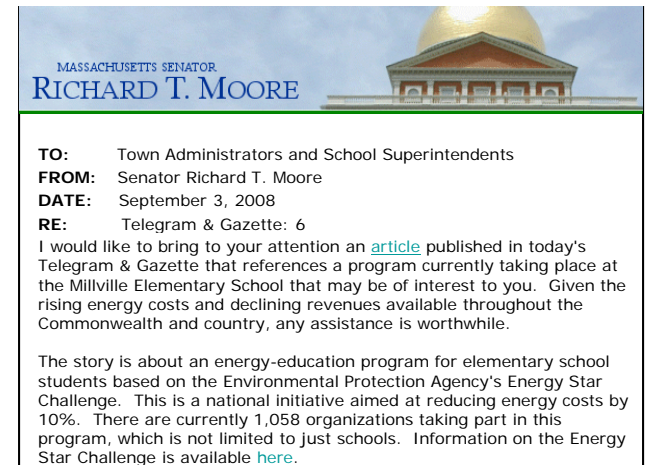 MASSACHUSETTS SENATOR
RICHARD T. MOORE
TO: Town Administrators and School Superintendents
FROM: Senator Richard T. Moore
DATE: September 3, 2008
RE: Telegram & Gazette: 6
I would like to bring to your attention an article published in today's
Telegram & Gazette that references a program currently taking place at
the Millville Elementary School that may be of interest to you. Given the
rising energy costs and declining revenues available throughout the
Commonwealth and country, any assistance is worthwhile.
The story is about an energy-education program for elementary school
students based on the Environmental Protection Agency's Energy Star
Challenge. This is a national initiative aimed at reducing energy costs by
10%. There are currently 1,058 organizations taking part in this
program, which is not limited to just schools. Information on the Energy
Star Challenge is available here.